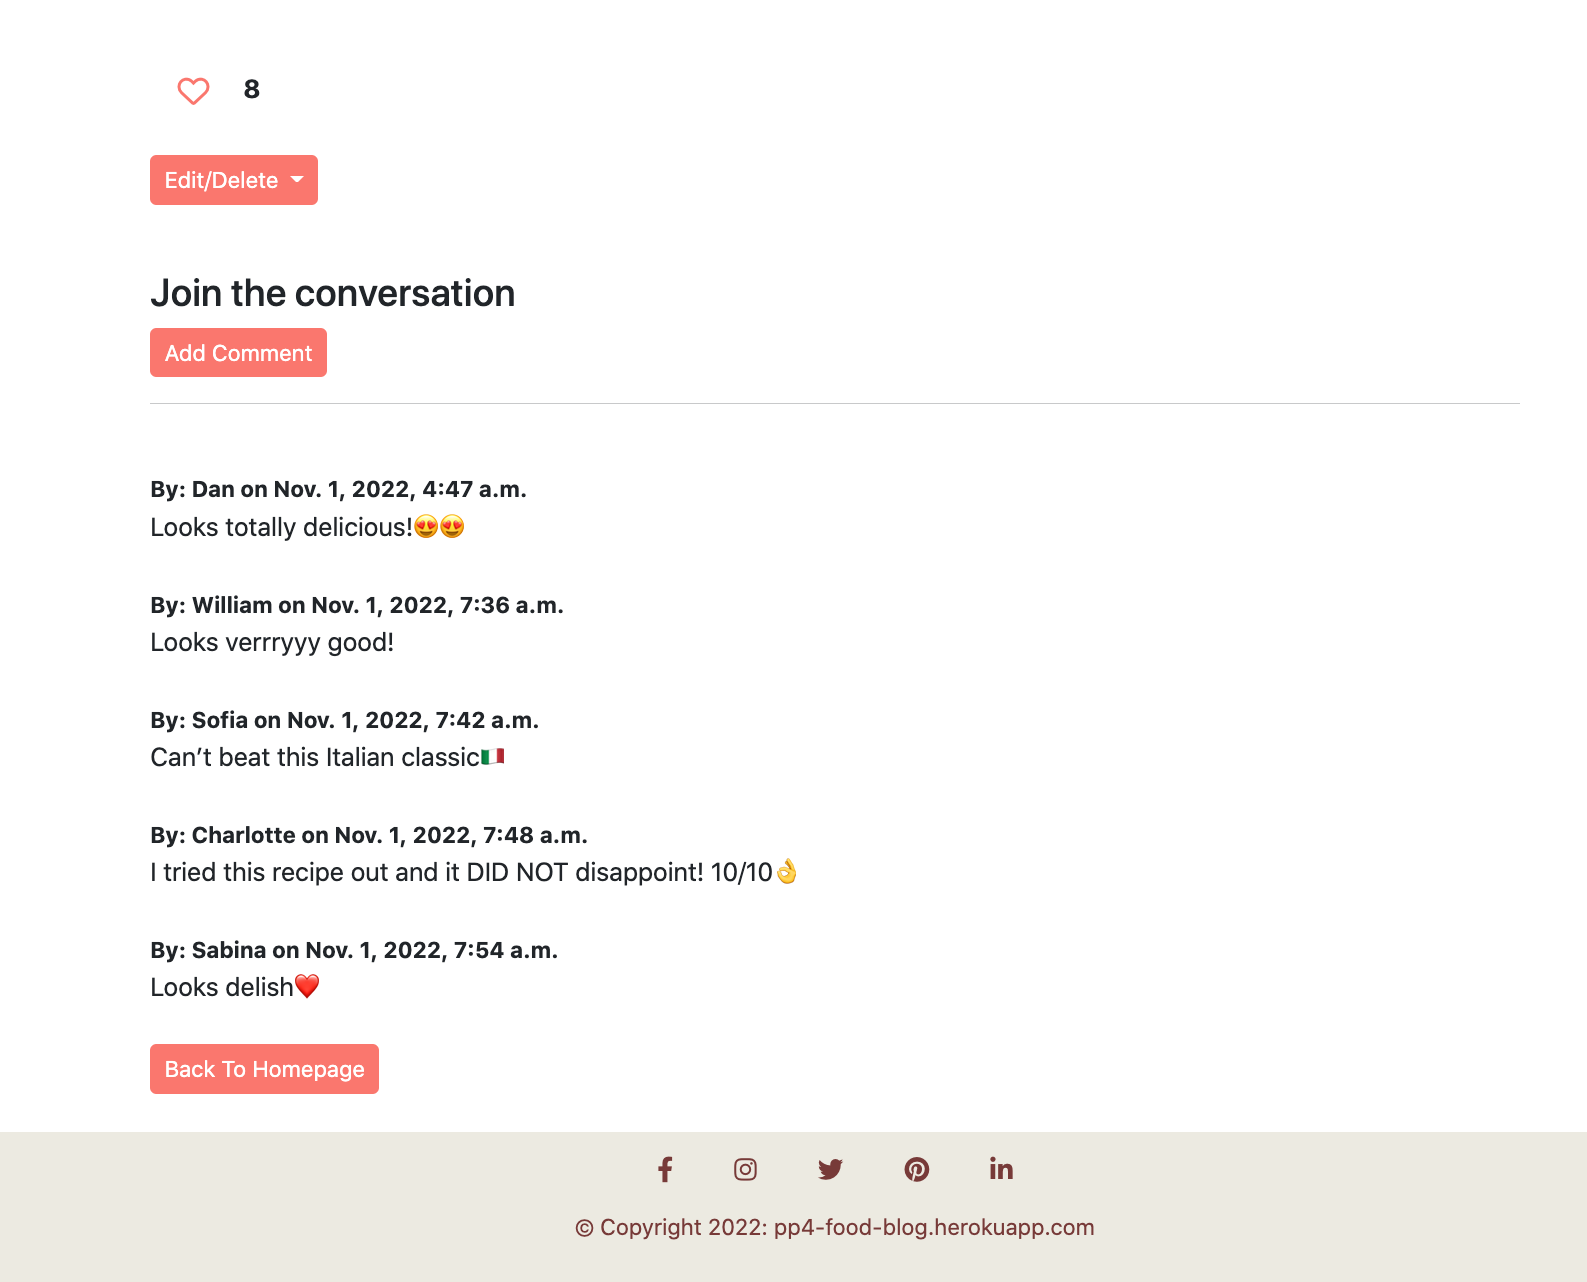 8
Edit/Delete
Join the conversation
Add Comment
By: Dan on Nov. 1, 2022, 4:47 a.m.
Looks totally delicious!😍😍
By: William on Nov. 1, 2022, 7:36 a.m.
Looks verrryyy good!
By: Sofia on Nov. 1, 2022, 7:42 a.m.
Can’t beat this Italian classic🇮🇹
By: Charlotte on Nov. 1, 2022, 7:48 a.m.
I tried this recipe out and it DID NOT disappoint! 10/10👌
By: Sabina on Nov. 1, 2022, 7:54 a.m.
Looks delish❤️
Back To Homepage
© Copyright 2022: pp4-food-blog.herokuapp.com